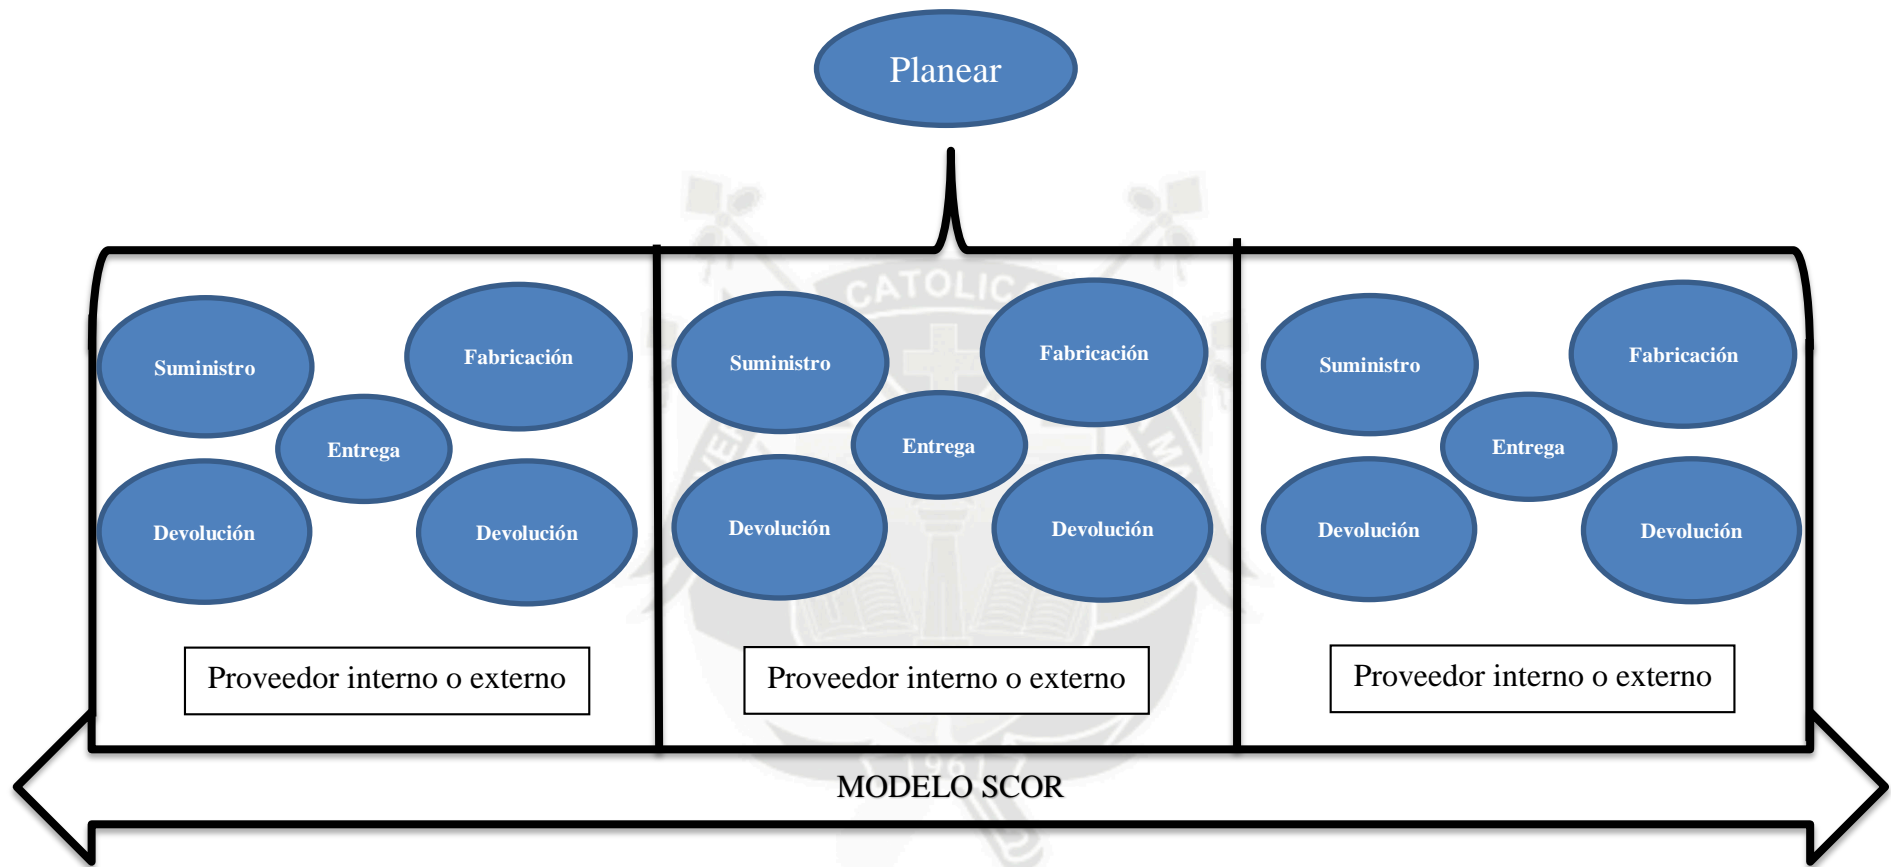 Planear
CATOLICA
Suministro
Fabricación
Entrega
Devolución
Devolución
Proveedor interno o externo
Suministro
Fabricación
Entrega
Devolución
Devolución
Proveedor interno o externo
Suministro
Fabricación
Entrega
Devolución
Devolución
Proveedor interno o externo
MODELO SCOR